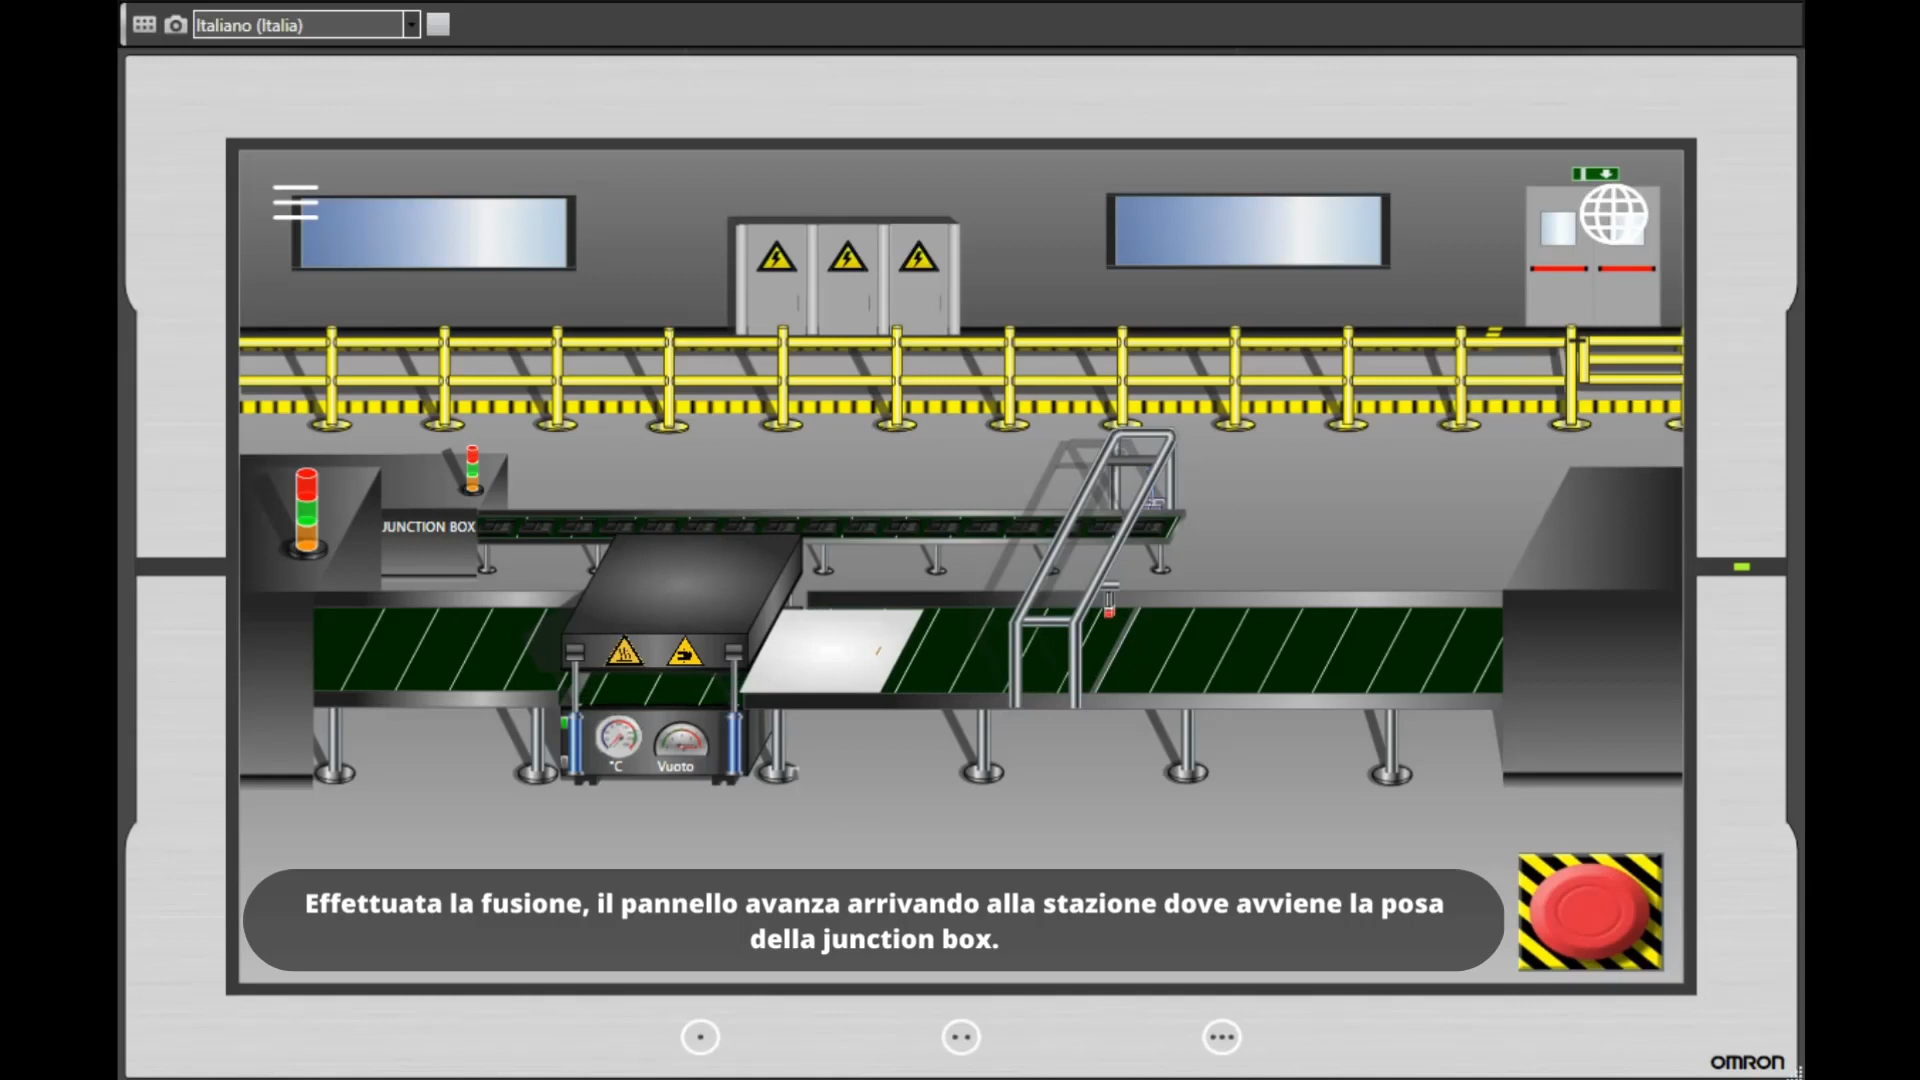 Italiano (Italia)
JUNCTION BOX
°C
Vuoto
Effettuata la fusione, il pannello avanza arrivando alla stazione dove avviene la posa
della junction box.
OMRON